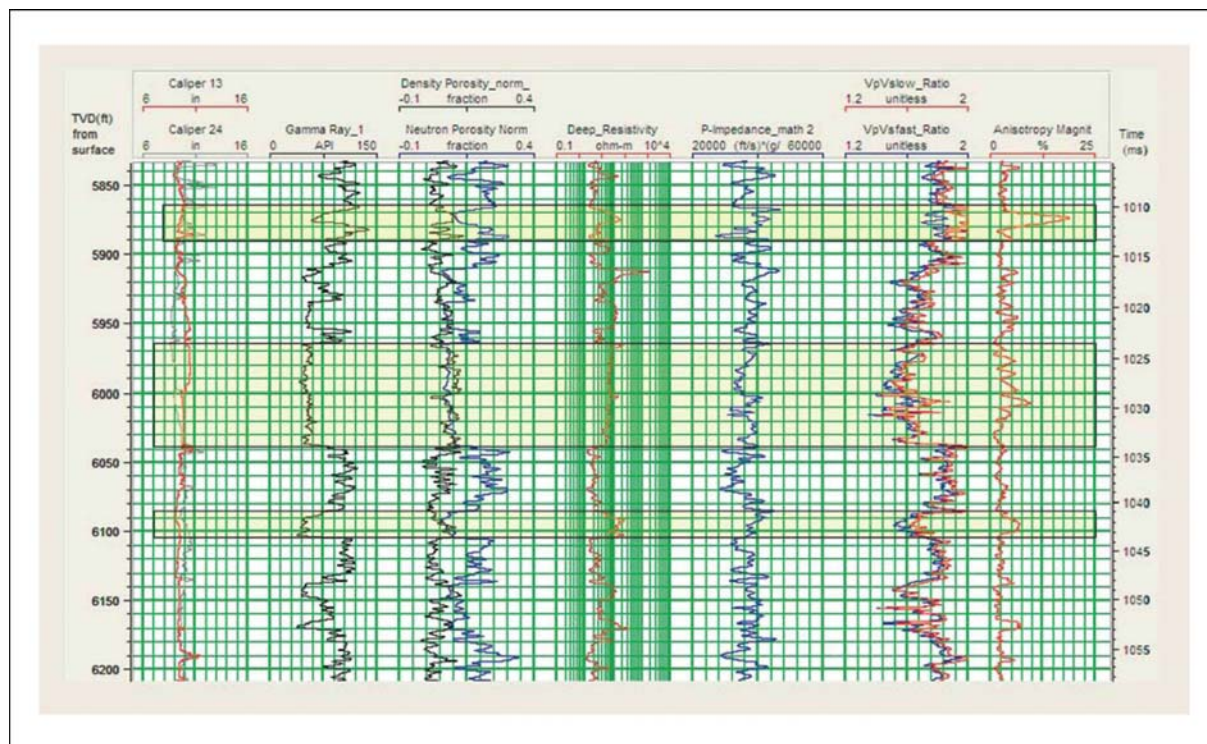 Caliper 13
6 in 16
Density Porosity_norm_
-0.1 fraction 0.4
VpVslow_Ratio
1.2 unitless 2
TVD(ft)
from
surface
Caliper 24
6 in 16
Gamma Ray_1
0 API 150
Neutron Porosity Norm
-0.1 fraction 0.4
Deep_Resistivity
0.1 ohm-m 10^4
P-Impedance_math 2
20000 (ft/s)*(g/ 60000
VpVsfast_Ratio
1.2 unitless 2
Anisotropy Magnit
0 % 25
Time
(ms)
5850
5900
5950
6000
6050
6100
6150
6200
1010
1015
1020
1025
1030
1035
1040
1045
1050
1055